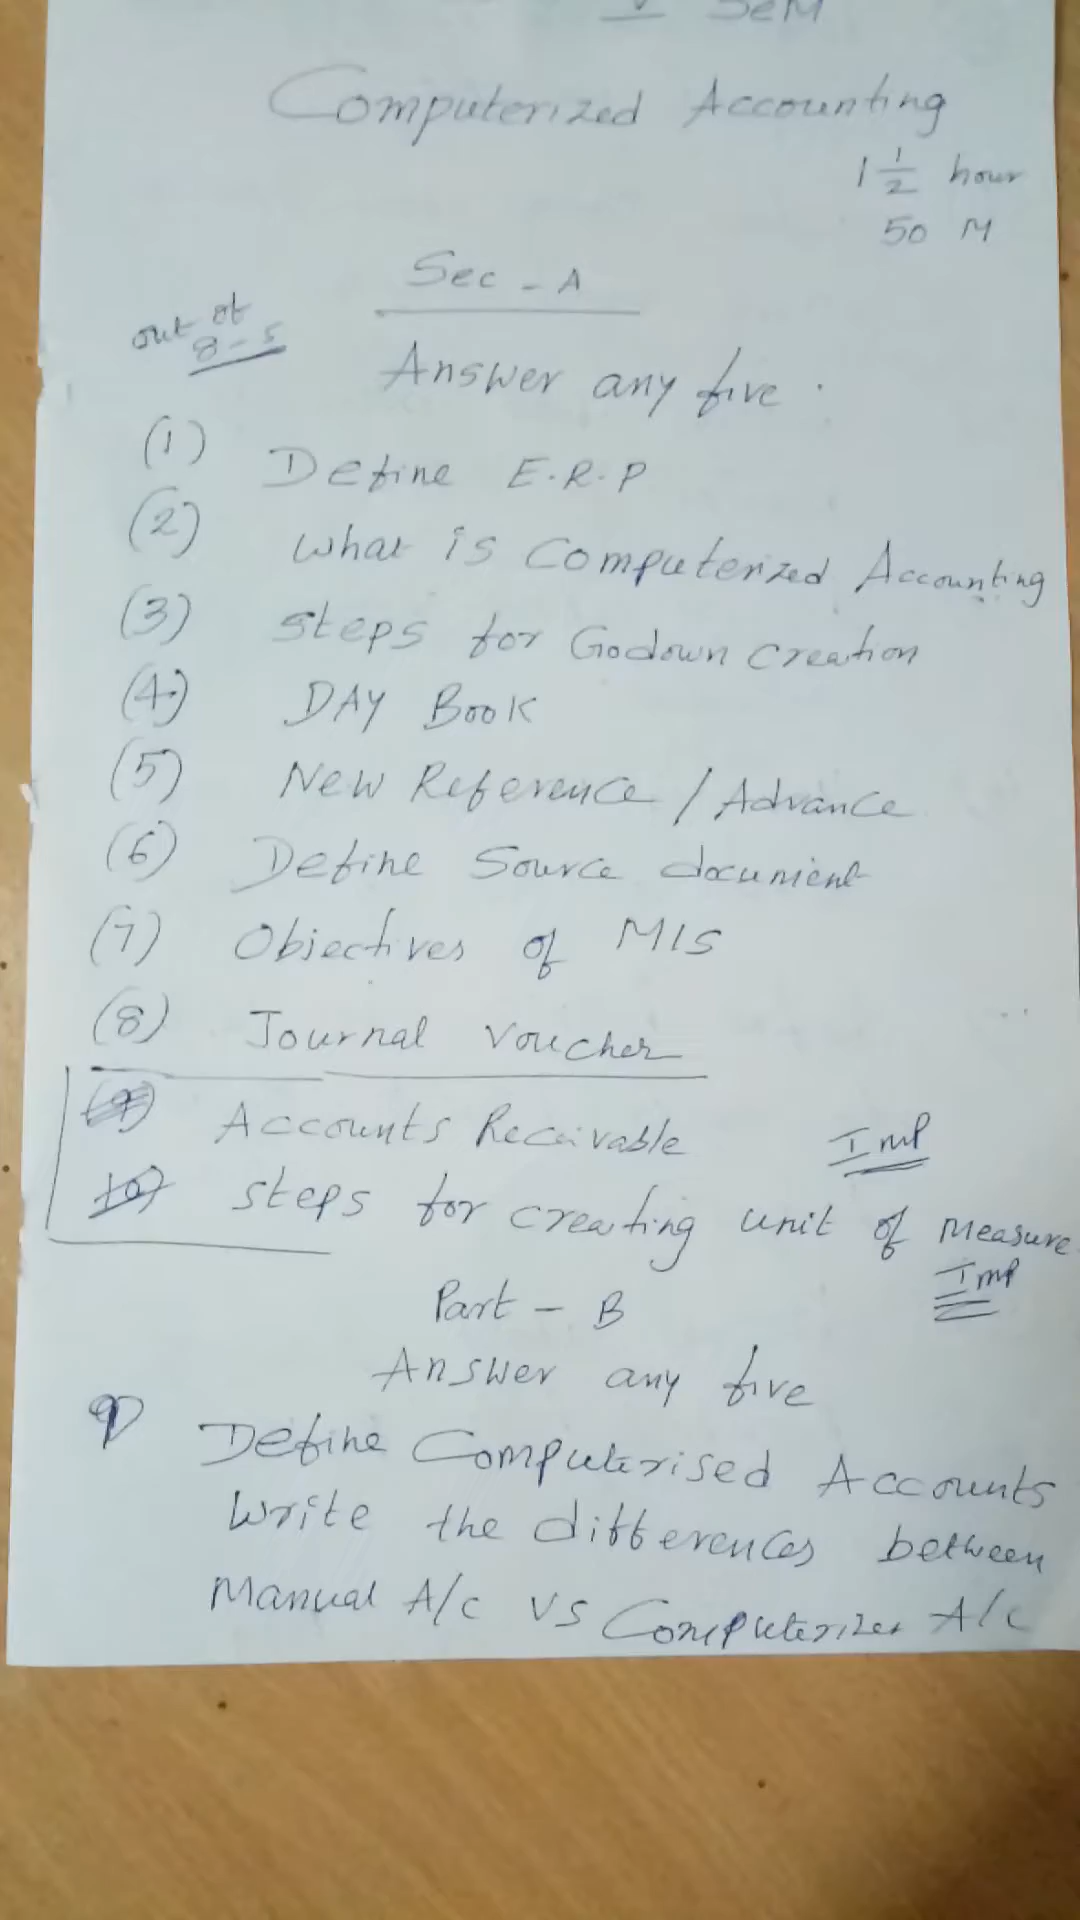 V SEM
Computerized Accounting
1 1/2 hour
50 M
Sec - A
out of
8 - 5
Answer any five .
(1) Define E.R.P
(2) What is Computerized Accounting
(3) Steps for Godown Creation
(4) DAY Book
(5) New Reference / Advance
(6) Define Source document
(7) Objectives of MIS
(8) Journal Voucher
(9) Accounts Receivable Imp
(10) Steps for creating unit of Measure
Imp
Part - B
Answer any five
9) Define Computerised Accounts
Write the differences between
Manual A/c VS Computerizer A/c